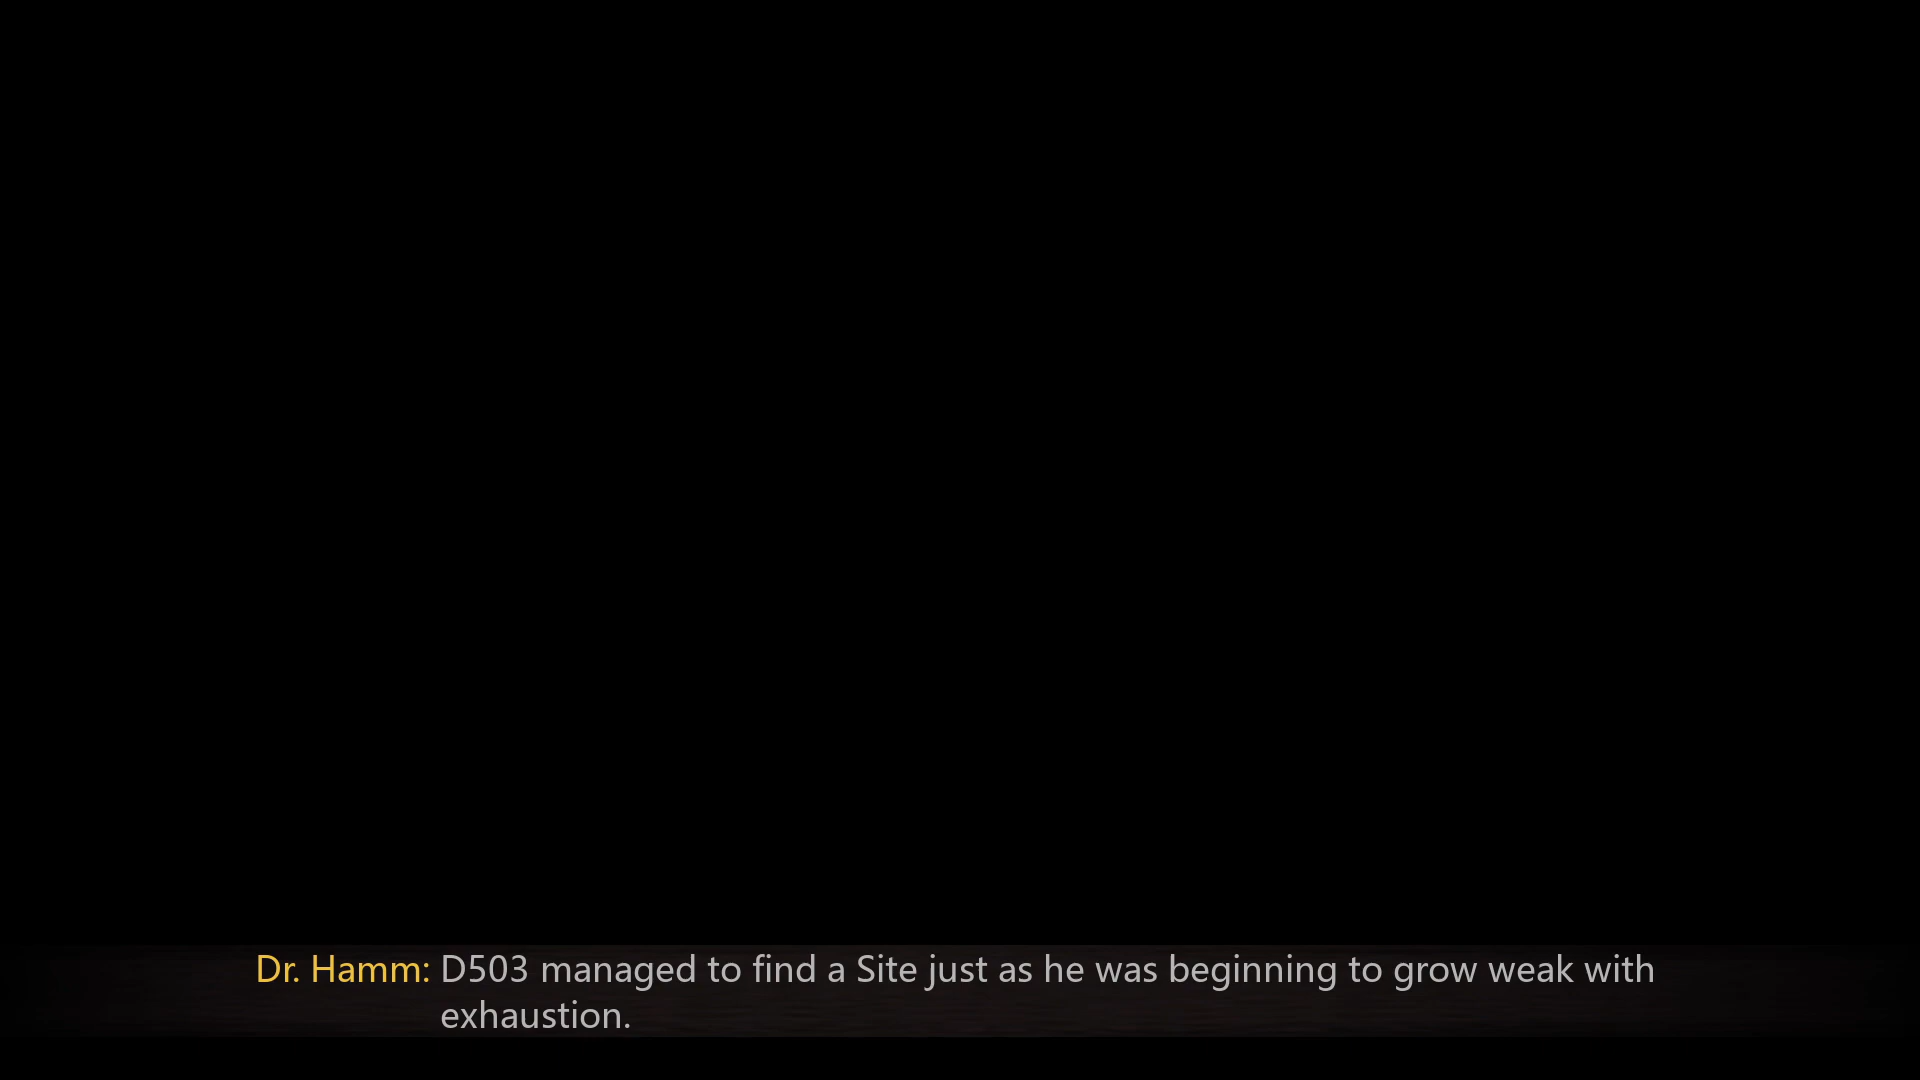 Dr. Hamm: D503 managed to find a Site just as he was beginning to grow weak with
exhaustion.